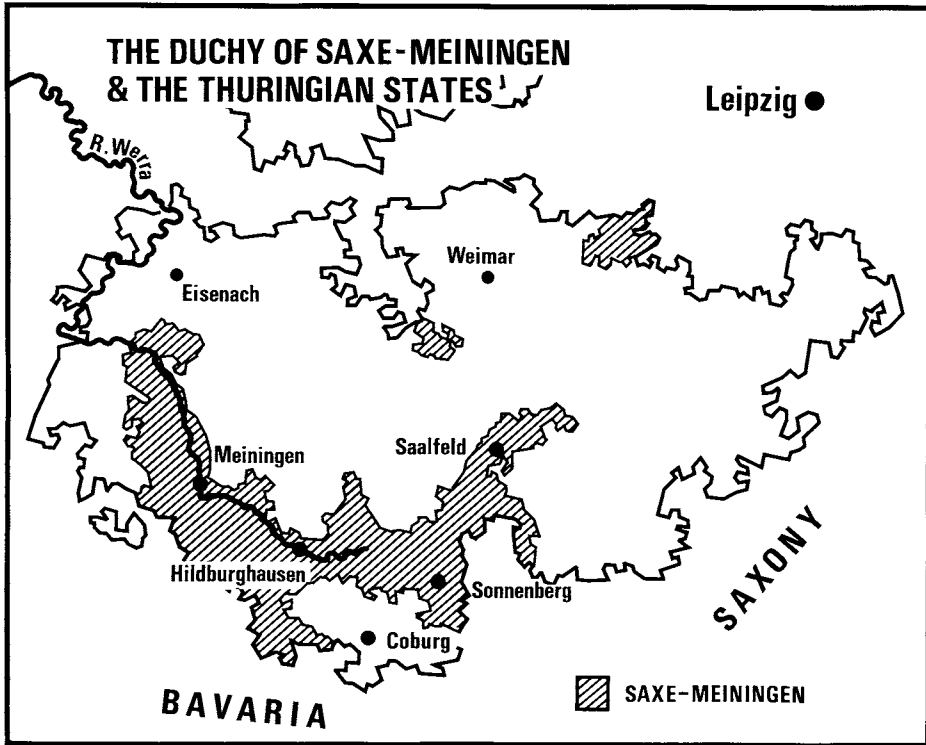 THE DUCHY OF SAXE-MEININGEN
& THE THURINGIAN STATES
Leipzig
R. Werra
Weimar
Eisenach
Saalfeld
Meiningen
Hildburghausen
Sonnenberg
Coburg
SAXONY
BAVARIA
SAXE-MEININGEN